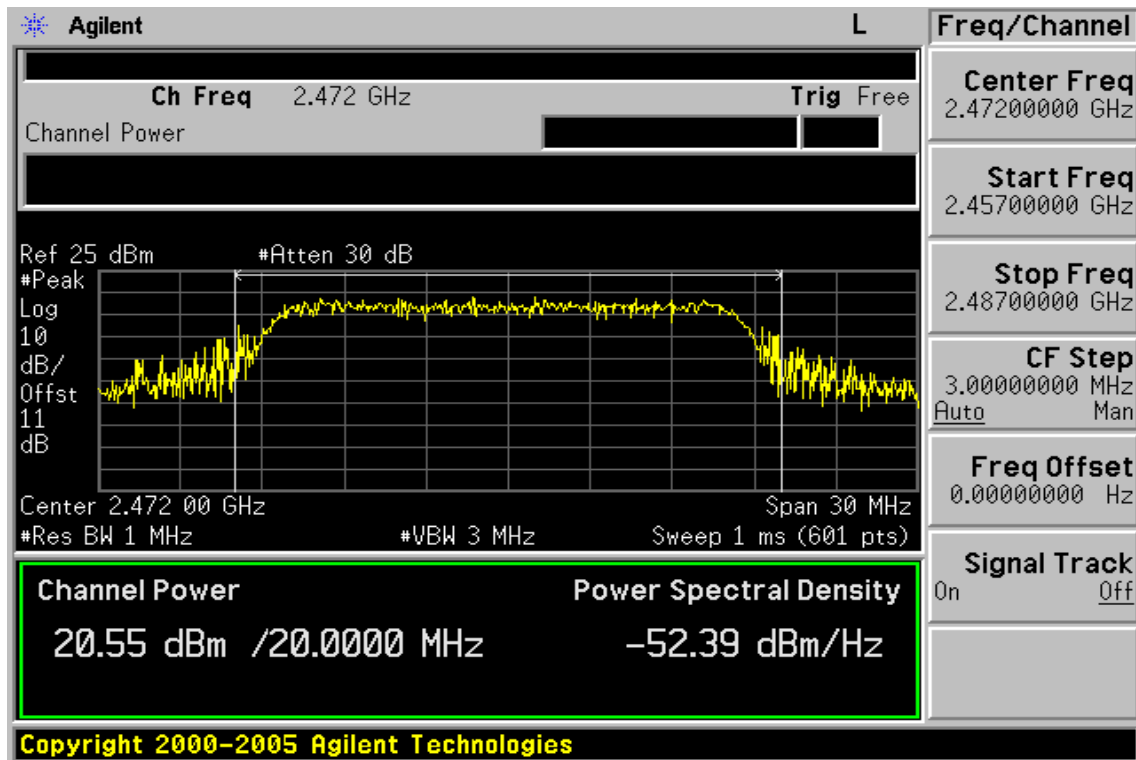 Agilent L
Ch Freq 2.472 GHz Trig Free
Channel Power
Ref 25 dBm #Atten 30 dB
#Peak
Log
10
dB/
Offst
11
dB
Center 2.472 00 GHz Span 30 MHz
#Res BW 1 MHz #VBW 3 MHz Sweep 1 ms (601 pts)
Channel Power Power Spectral Density
20.55 dBm /20.0000 MHz -52.39 dBm/Hz
Copyright 2000-2005 Agilent Technologies
Freq/Channel
Center Freq
2.47200000 GHz
Start Freq
2.45700000 GHz
Stop Freq
2.48700000 GHz
CF Step
3.00000000 MHz
Auto Man
Freq Offset
0.00000000 Hz
Signal Track
On Off